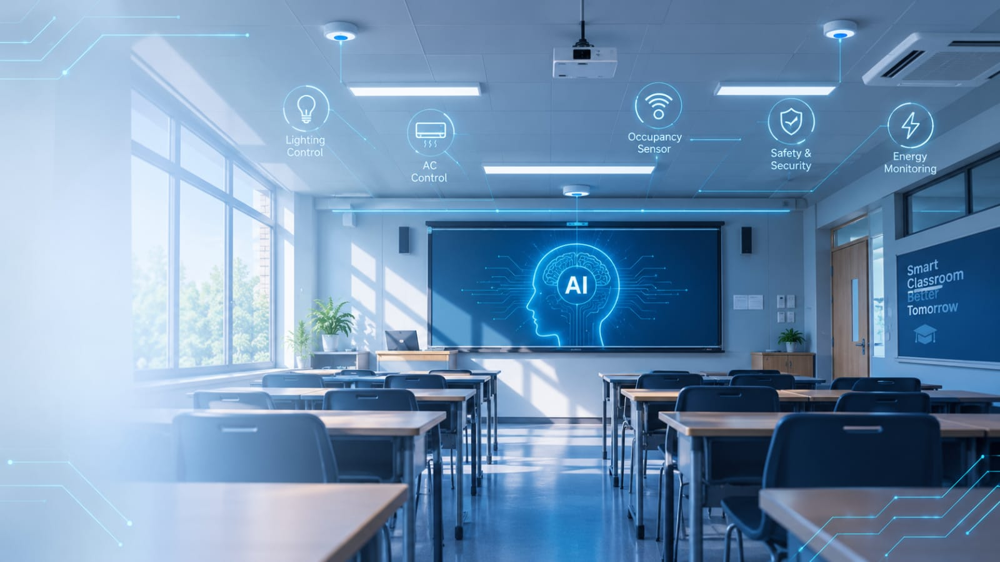 Lighting
Control
AC
Control
Occupancy
Sensor
Safety &
Security
Energy
Monitoring
AI
Smart
Classroom
Better
Tomorrow